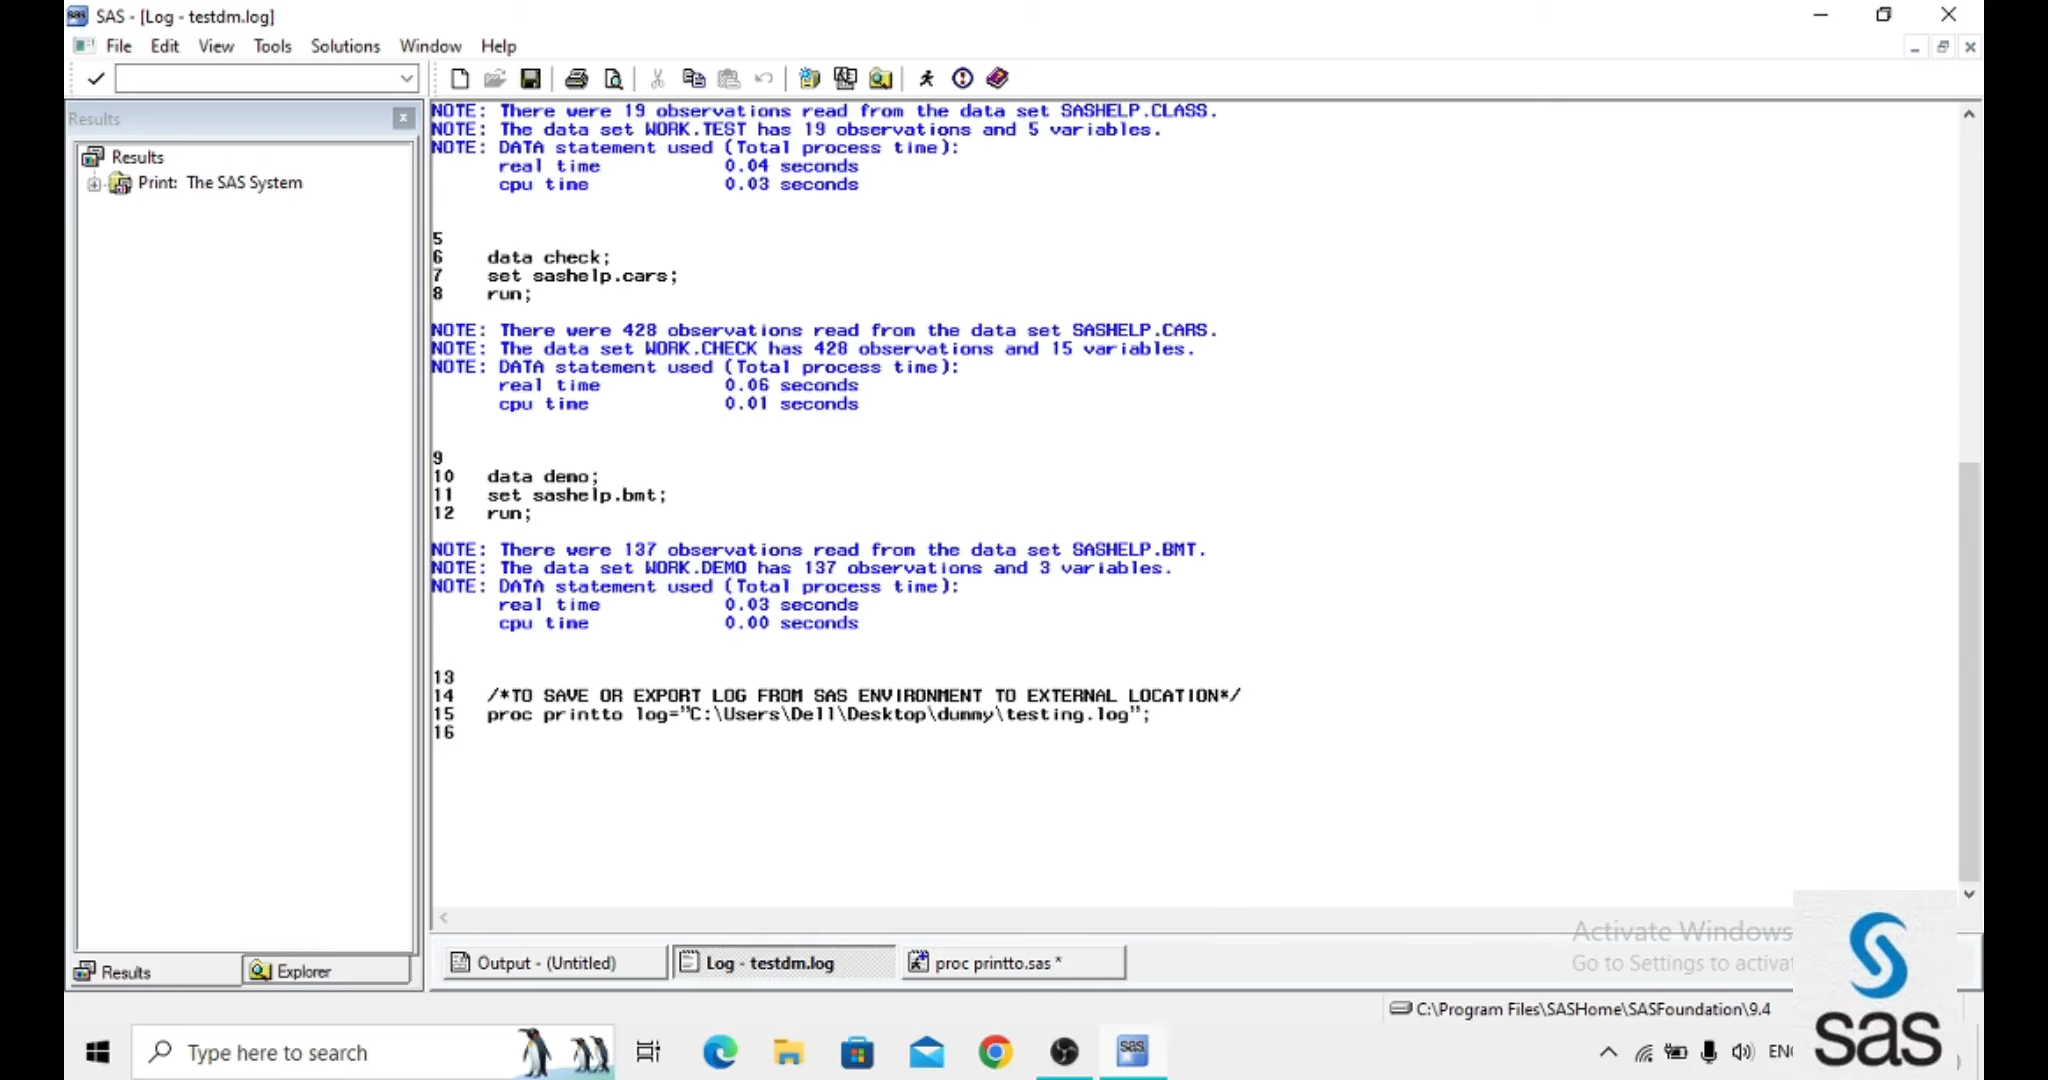 SAS - [Log - testdm.log]
File Edit View Tools Solutions Window Help
Results
Results
Print: The SAS System
NOTE: There were 19 observations read from the data set SASHELP.CLASS.
NOTE: The data set WORK.TEST has 19 observations and 5 variables.
NOTE: DATA statement used (Total process time):
real time 0.04 seconds
cpu time 0.03 seconds
5
6 data check;
7 set sashelp.cars;
8 run;
NOTE: There were 428 observations read from the data set SASHELP.CARS.
NOTE: The data set WORK.CHECK has 428 observations and 15 variables.
NOTE: DATA statement used (Total process time):
real time 0.06 seconds
cpu time 0.01 seconds
9
10 data demo;
11 set sashelp.bmt;
12 run;
NOTE: There were 137 observations read from the data set SASHELP.BMT.
NOTE: The data set WORK.DEMO has 137 observations and 3 variables.
NOTE: DATA statement used (Total process time):
real time 0.03 seconds
cpu time 0.00 seconds
13
14 /*TO SAVE OR EXPORT LOG FROM SAS ENVIRONMENT TO EXTERNAL LOCATION*/
15 proc printto log="C:\Users\Dell\Desktop\dummy\testing.log";
16
Results Explorer
Output - (Untitled) Log - testdm.log proc printto.sas *
Activate Windows
Go to Settings to activa
C:\Program Files\SASHome\SASFoundation\9.4
Type here to search
sas
EN
sas